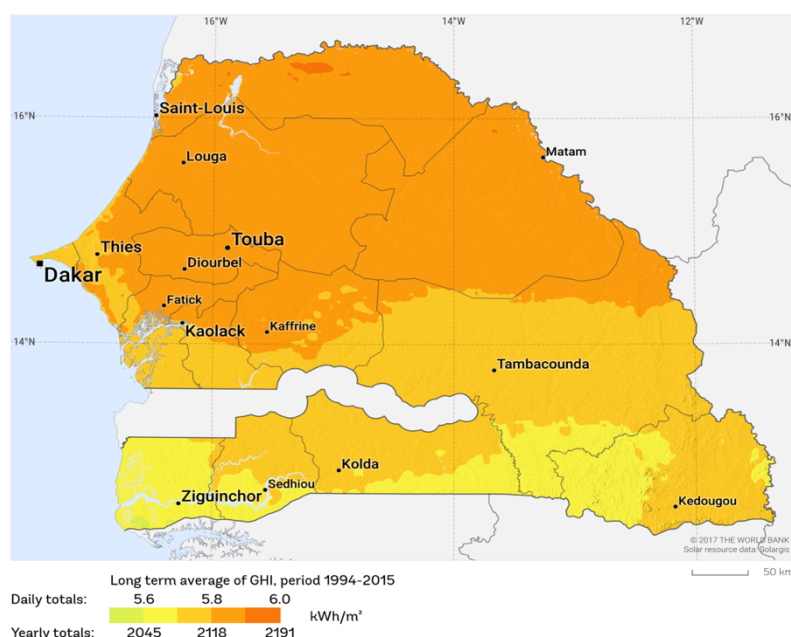 16°W
14°W
12°W
16°N
16°N
Saint-Louis
Louga
Matam
Touba
Thies
Diourbel
Dakar
Fatick
Kaolack
Kaffrine
14°N
14°N
Tambacounda
Kolda
Sedhiou
Ziguinchor
Kedougou
© 2017 THE WORLD BANK
Solar resource data: Solargis
50 km
Long term average of GHI, period 1994-2015
Daily totals: 5.6 5.8 6.0
kWh/m²
Yearly totals: 2045 2118 2191